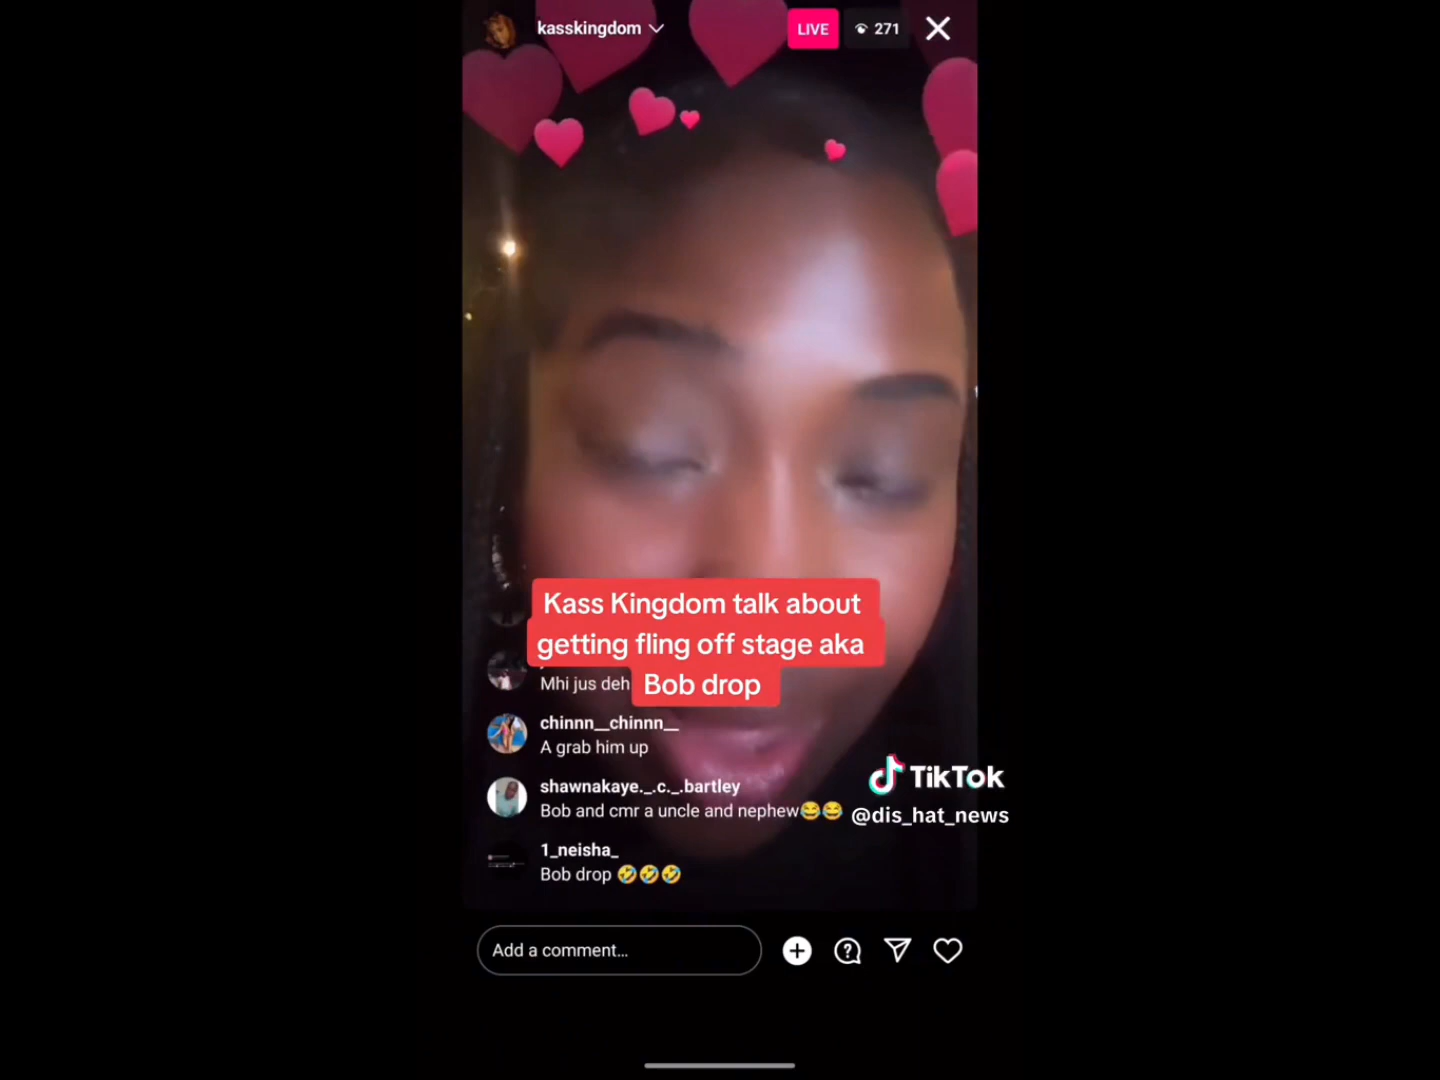 kasskingdom
LIVE
271
Kass Kingdom talk about
getting fling off stage aka
Bob drop
Mhi jus deh
chinnn__chinnn__
A grab him up
TikTok
@dis_hat_news
shawnakaye._.c._.bartley
Bob and cmr a uncle and nephew😂😂
1_neisha_
Bob drop 🤣🤣🤣
Add a comment...